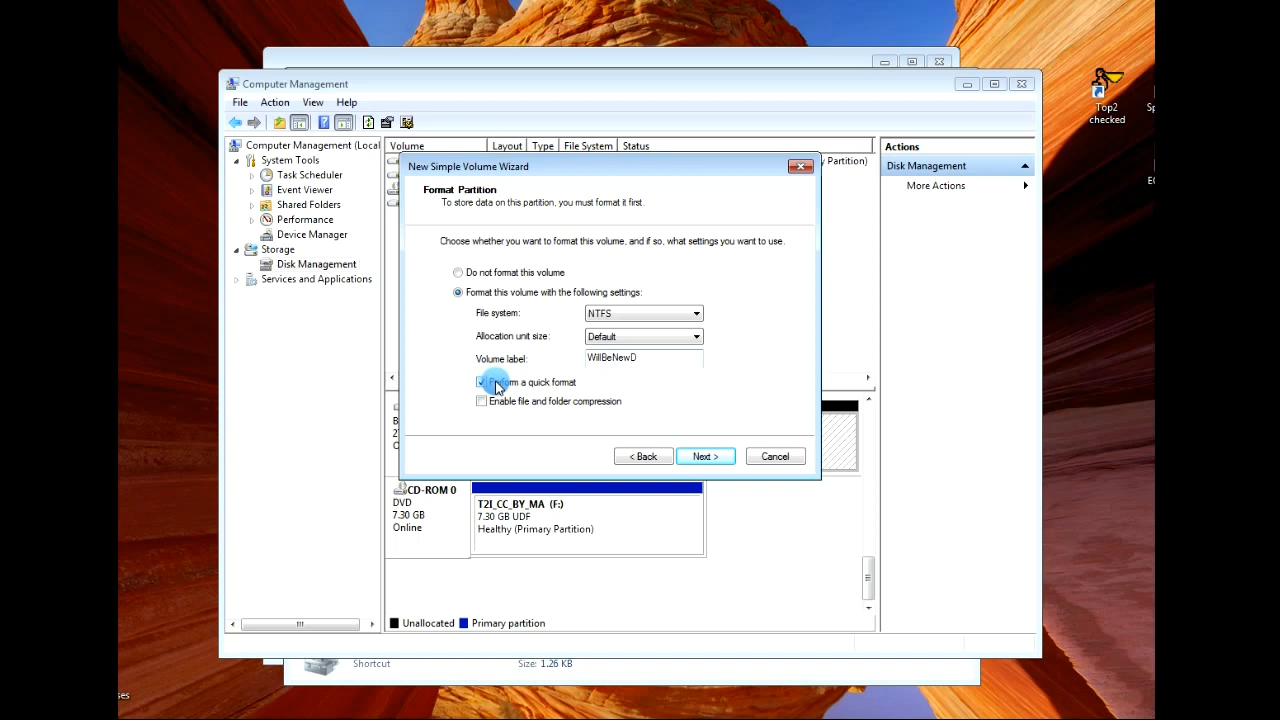 Computer Management
File Action View Help
Top2
checked
Computer Management (Local
System Tools
Task Scheduler
Event Viewer
Shared Folders
Performance
Device Manager
Storage
Disk Management
Services and Applications
Volume Layout Type File System Status
y Partition)
Actions
Disk Management
More Actions
New Simple Volume Wizard
Format Partition
To store data on this partition, you must format it first.
Choose whether you want to format this volume, and if so, what settings you want to use.
Do not format this volume
Format this volume with the following settings:
File system: NTFS
Allocation unit size: Default
Volume label: WillBeNewD
Perform a quick format
Enable file and folder compression
< Back Next > Cancel
CD-ROM 0
DVD
7.30 GB
Online
T2I_CC_BY_MA (F:)
7.30 GB UDF
Healthy (Primary Partition)
Unallocated Primary partition
Shortcut Size: 1.26 KB